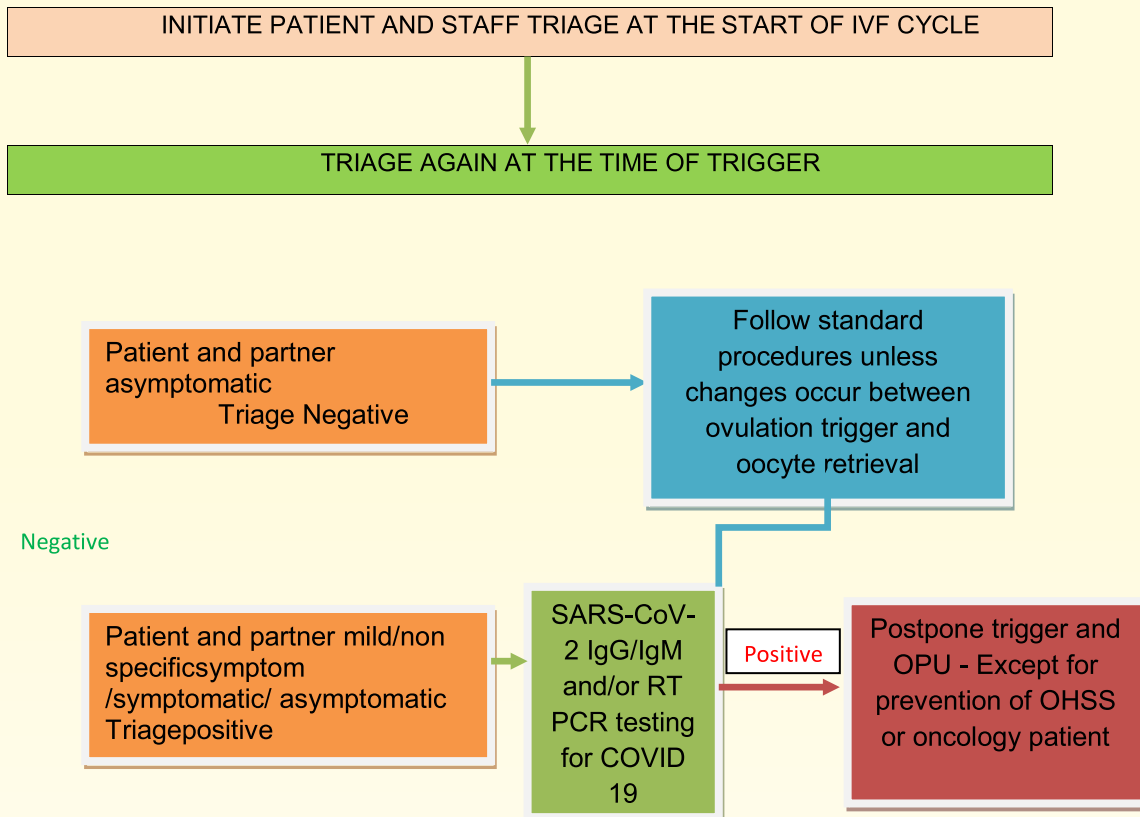 INITIATE PATIENT AND STAFF TRIAGE AT THE START OF IVF CYCLE
TRIAGE AGAIN AT THE TIME OF TRIGGER
Patient and partner
asymptomatic
Triage Negative
Follow standard
procedures unless
changes occur between
ovulation trigger and
oocyte retrieval
Negative
Patient and partner mild/non
specificsymptom
/symptomatic/ asymptomatic
Triagepositive
SARS-CoV-
2 IgG/IgM
and/or RT
PCR testing
for COVID
19
Positive
Postpone trigger and
OPU - Except for
prevention of OHSS
or oncology patient